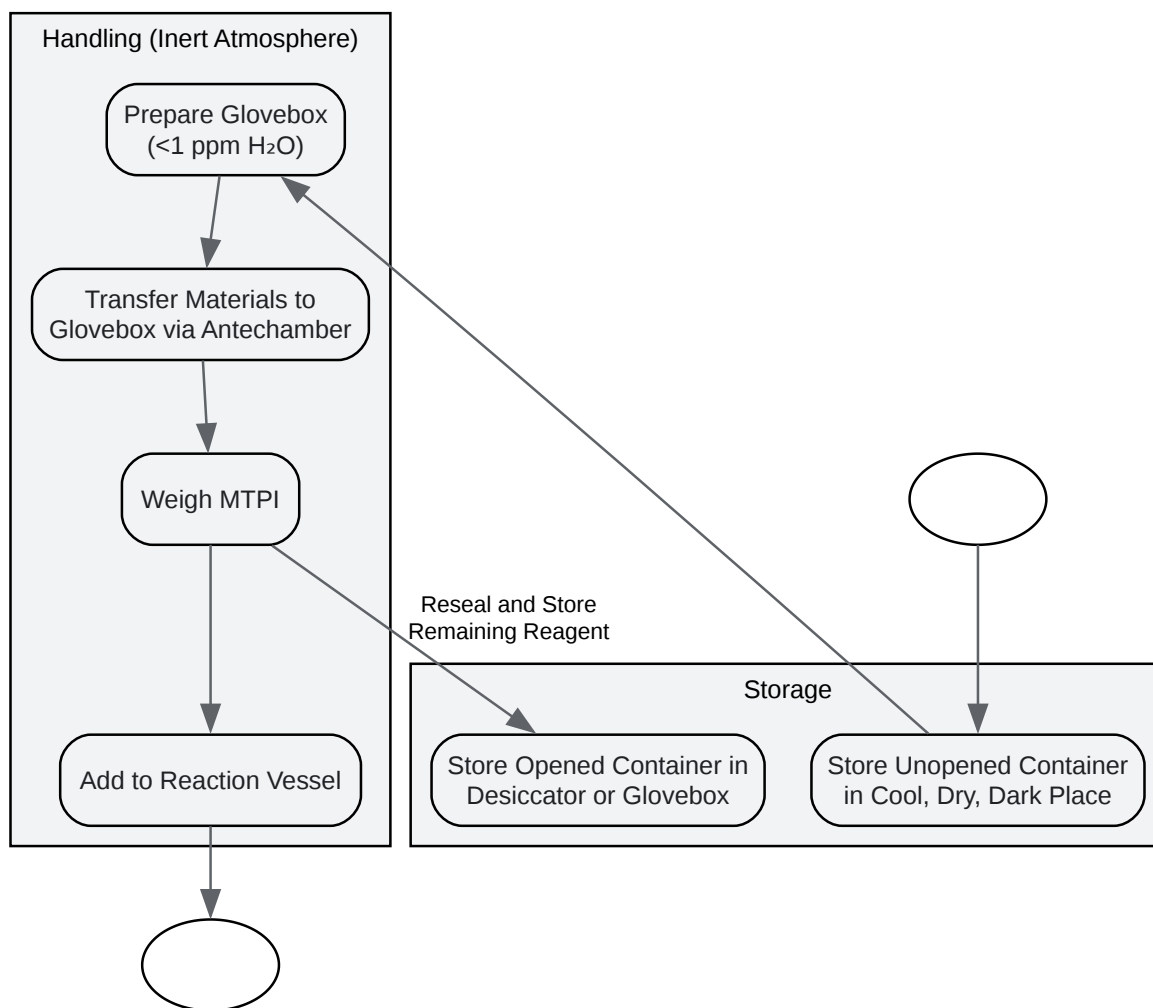 Handling (Inert Atmosphere)
Prepare Glovebox
(<1 ppm H₂O)
Transfer Materials to
Glovebox via Antechamber
Weigh MTPI
Reseal and Store
Remaining Reagent
Add to Reaction Vessel
Storage
Store Opened Container in
Desiccator or Glovebox
Store Unopened Container
in Cool, Dry, Dark Place